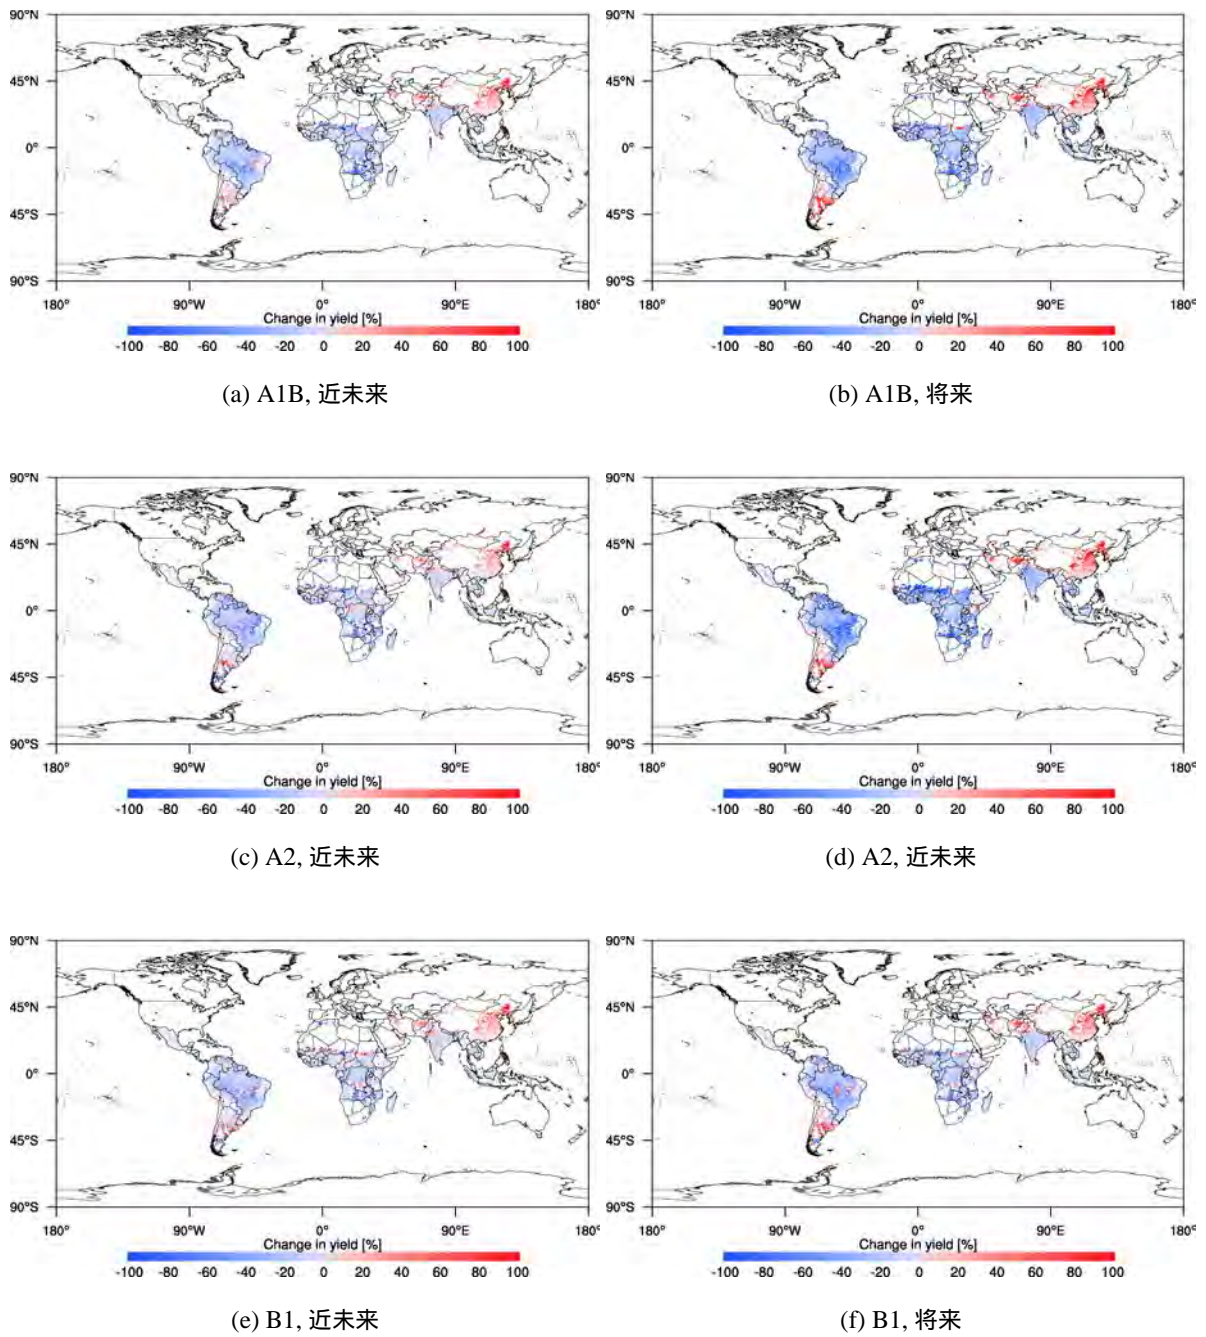 90°N 90°N
45°N 45°N
0° 0°
45°S 45°S
90°S 90°S
180° 90°W 0° 90°E 180° 180° 90°W 0° 90°E 180°
Change in yield [%] Change in yield [%]
-100 -80 -60 -40 -20 0 20 40 60 80 100 -100 -80 -60 -40 -20 0 20 40 60 80 100
(a) A1B, 近未来 (b) A1B, 将来
90°N 90°N
45°N 45°N
0° 0°
45°S 45°S
90°S 90°S
180° 90°W 0° 90°E 180° 180° 90°W 0° 90°E 180°
Change in yield [%] Change in yield [%]
-100 -80 -60 -40 -20 0 20 40 60 80 100 -100 -80 -60 -40 -20 0 20 40 60 80 100
(c) A2, 近未来 (d) A2, 近未来
90°N 90°N
45°N 45°N
0° 0°
45°S 45°S
90°S 90°S
180° 90°W 0° 90°E 180° 180° 90°W 0° 90°E 180°
Change in yield [%] Change in yield [%]
-100 -80 -60 -40 -20 0 20 40 60 80 100 -100 -80 -60 -40 -20 0 20 40 60 80 100
(e) B1, 近未来 (f) B1, 将来